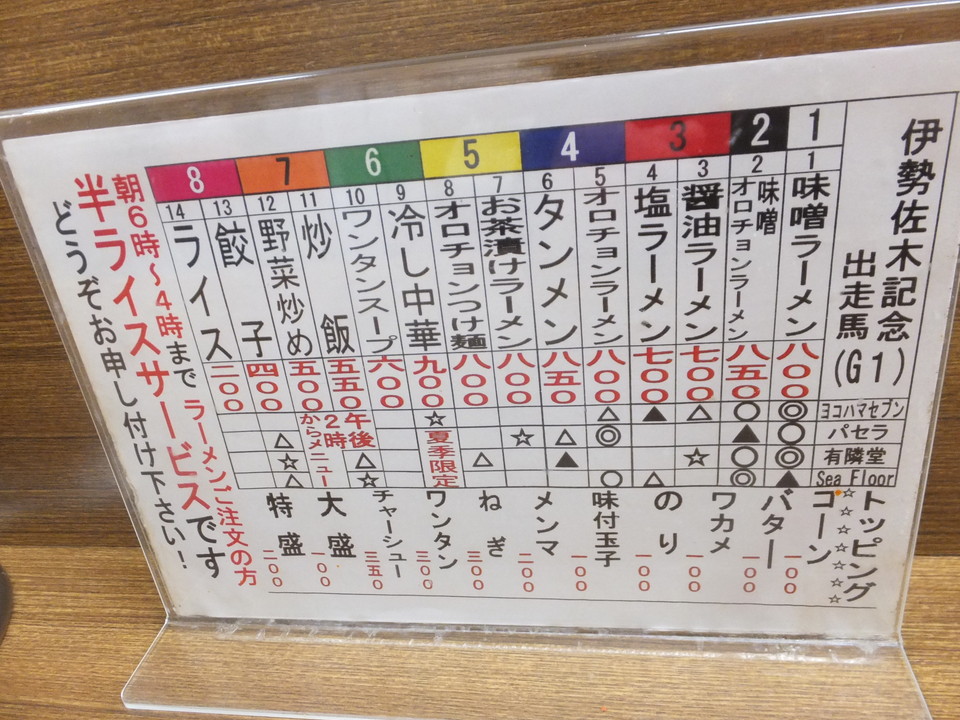 伊勢佐木記念
出走馬
(G1)
1 2 3 4 5 6 7 8
1 味噌ラーメン 八〇〇
2 味噌オロチョンラーメン 八五〇
3 醤油ラーメン 七〇〇
4 塩ラーメン 七〇〇
5 オロチョンラーメン 八〇〇
6 タンメン 八五〇
7 お茶漬けラーメン 八〇〇
8 オロチョンつけ麺 八〇〇
9 冷し中華 九〇〇
10 ワンタンスープ 六〇〇
11 炒飯 五五〇
12 野菜炒め 五〇〇
13 餃子 四〇〇
14 ライス 二〇〇
ヨコハマセブン ◎ ○ △ ▲ △ ☆
パセラ ○ ▲ ◎ △ ☆ △
有隣堂 ◎ ○ ☆ ▲ △ △ ☆
Sea Floor ▲ ◎ △ ○ ☆ △
夏季限定
午後
2時
からメニュー
トッピング
☆☆☆☆☆☆
コーン 一〇〇
バター 一〇〇
ワカメ 一〇〇
のり 一〇〇
味付玉子 一〇〇
メンマ 二〇〇
ねぎ 三〇〇
ワンタン 三〇〇
チャーシュー 三五〇
大盛 一〇〇
特盛 二〇〇
朝6時～4時まで ラーメンご注文の方
半ライスサービスです
どうぞお申し付け下さい!